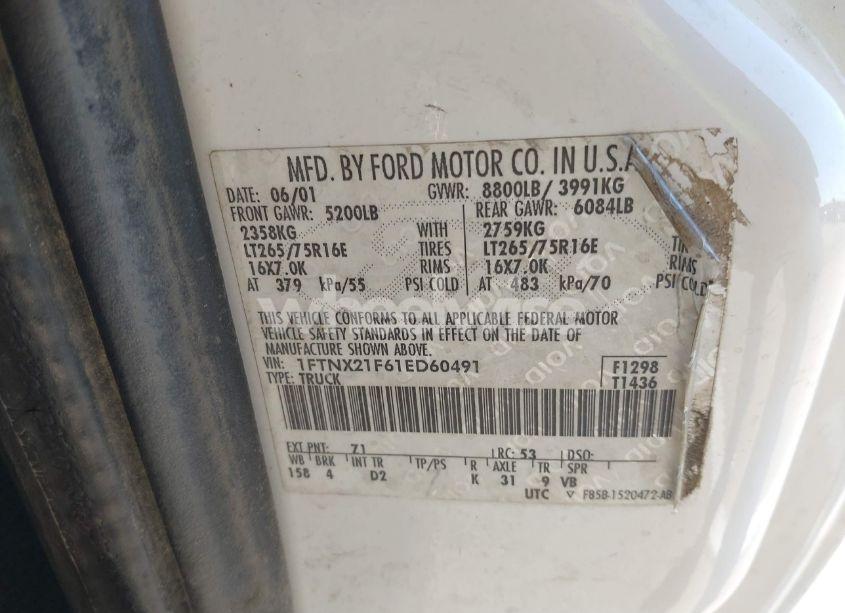 MFD. BY FORD MOTOR CO. IN U.S.A
DATE: 06/01 GVWR: 8800LB/ 3991KG
FRONT GAWR: 5200LB REAR GAWR: 6084LB
2358KG WITH 2759KG
LT265/75R16E TIRES LT265/75R16E TIR
16X7.0K RIMS 16X7.0K RIMS
AT 379 kPa/55 PSI COLD AT 483 kPa/70 PSI COLD
THIS VEHICLE CONFORMS TO ALL APPLICABLE FEDERAL MOTOR
VEHICLE SAFETY STANDARDS IN EFFECT ON THE DATE OF
MANUFACTURE SHOWN ABOVE.
VIN: 1FTNX21F61ED60491 F1298
TYPE: TRUCK T1436
EXT PNT: 71 RC: 53 DSO:
WB BRK INT TR TP/PS R AXLE TR SPR
158 4 D2 K 31 9 VB
UTC F85B-1520472-AB